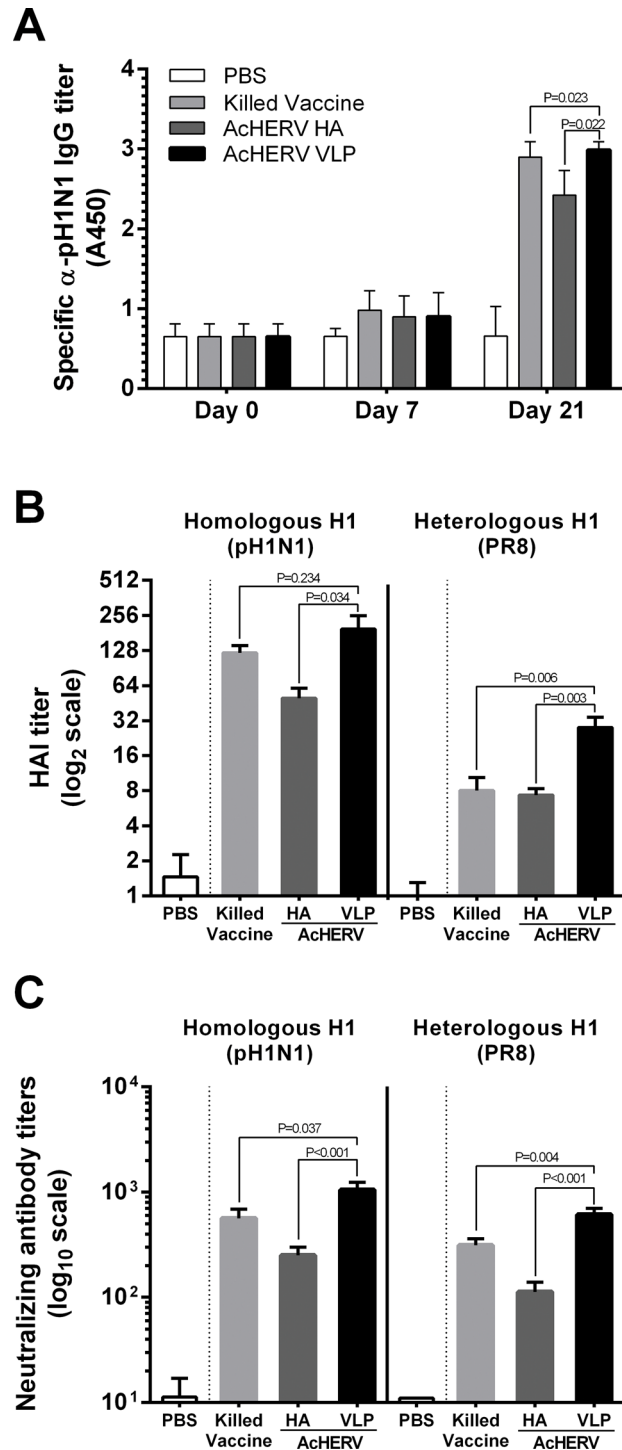 A
Specific α-pH1N1 IgG titer
(A450)
4
3
2
1
0
PBS
Killed Vaccine
AcHERV HA
AcHERV VLP
P=0.023
P=0.022
Day 0 Day 7 Day 21
B
Homologous H1
(pH1N1)
Heterologous H1
(PR8)
HAI titer
(log2 scale)
512
256
128
64
32
16
8
4
2
1
P=0.234
P=0.034
P=0.006
P=0.003
PBS Killed HA VLP PBS Killed HA VLP
Vaccine AcHERV Vaccine AcHERV
C
Homologous H1
(pH1N1)
Heterologous H1
(PR8)
Neutralizing antibody titers
(log10 scale)
10^4
10^3
10^2
10^1
P=0.037
P<0.001
P=0.004
P<0.001
PBS Killed HA VLP PBS Killed HA VLP
Vaccine AcHERV Vaccine AcHERV